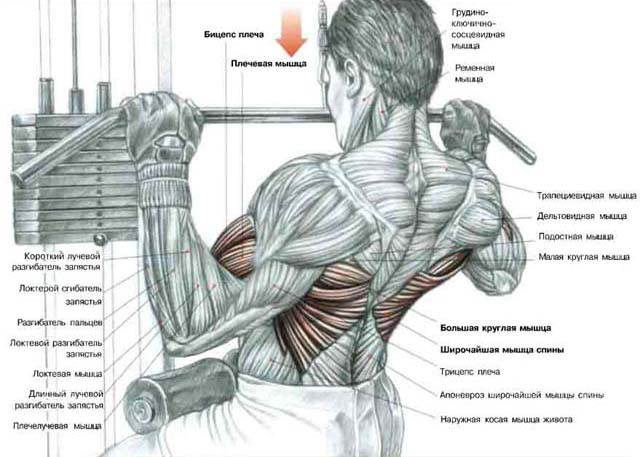 Бицепс плеча
Плечевая мышца
Грудино-
ключично-
сосцевидная
мышца
Ременная
мышца
Трапециевидная мышца
Дельтовидная мышца
Подостная мышца
Малая круглая мышца
Короткий лучевой
разгибатель запястья
Локтерой сгибатель
запястья
Разгибатель пальцев
Локтевой разгибатель
запястья
Локтевая мышца
Длинный лучевой
разгибатель запястья
Плечелучевая мышца
Большая круглая мышца
Широчайшая мышца спины
Трицепс плеча
Апоневроз широчайшей мышцы спины
Наружная косая мышца живота